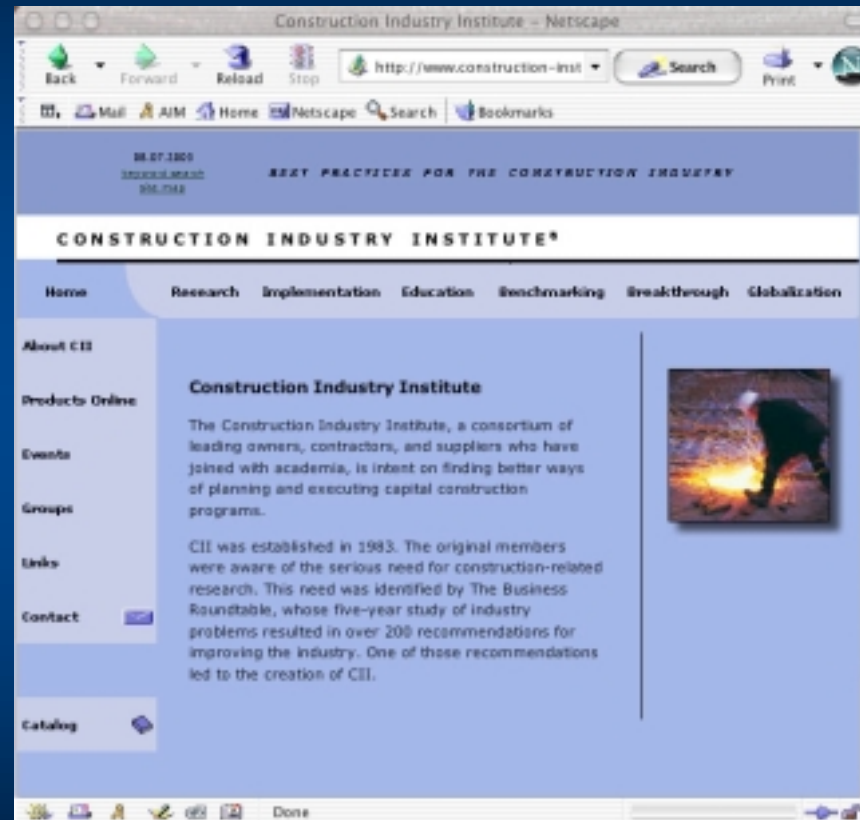 Construction Industry Institute – Netscape
Back Forward Reload Stop http://www.construction-inst Search Print N
Mail AIM Home Netscape Search Bookmarks
keyword search
site map
BEST PRACTICES FOR THE CONSTRUCTION INDUSTRY
CONSTRUCTION INDUSTRY INSTITUTE®
Home Research Implementation Education Benchmarking Breakthrough Globalization
About CII
Products Online
Events
Groups
Links
Contact
Catalog
Construction Industry Institute
The Construction Industry Institute, a consortium of
leading owners, contractors, and suppliers who have
joined with academia, is intent on finding better ways
of planning and executing capital construction
programs.
CII was established in 1983. The original members
were aware of the serious need for construction-related
research. This need was identified by The Business
Roundtable, whose five-year study of industry
problems resulted in over 200 recommendations for
improving the industry. One of those recommendations
led to the creation of CII.
Done